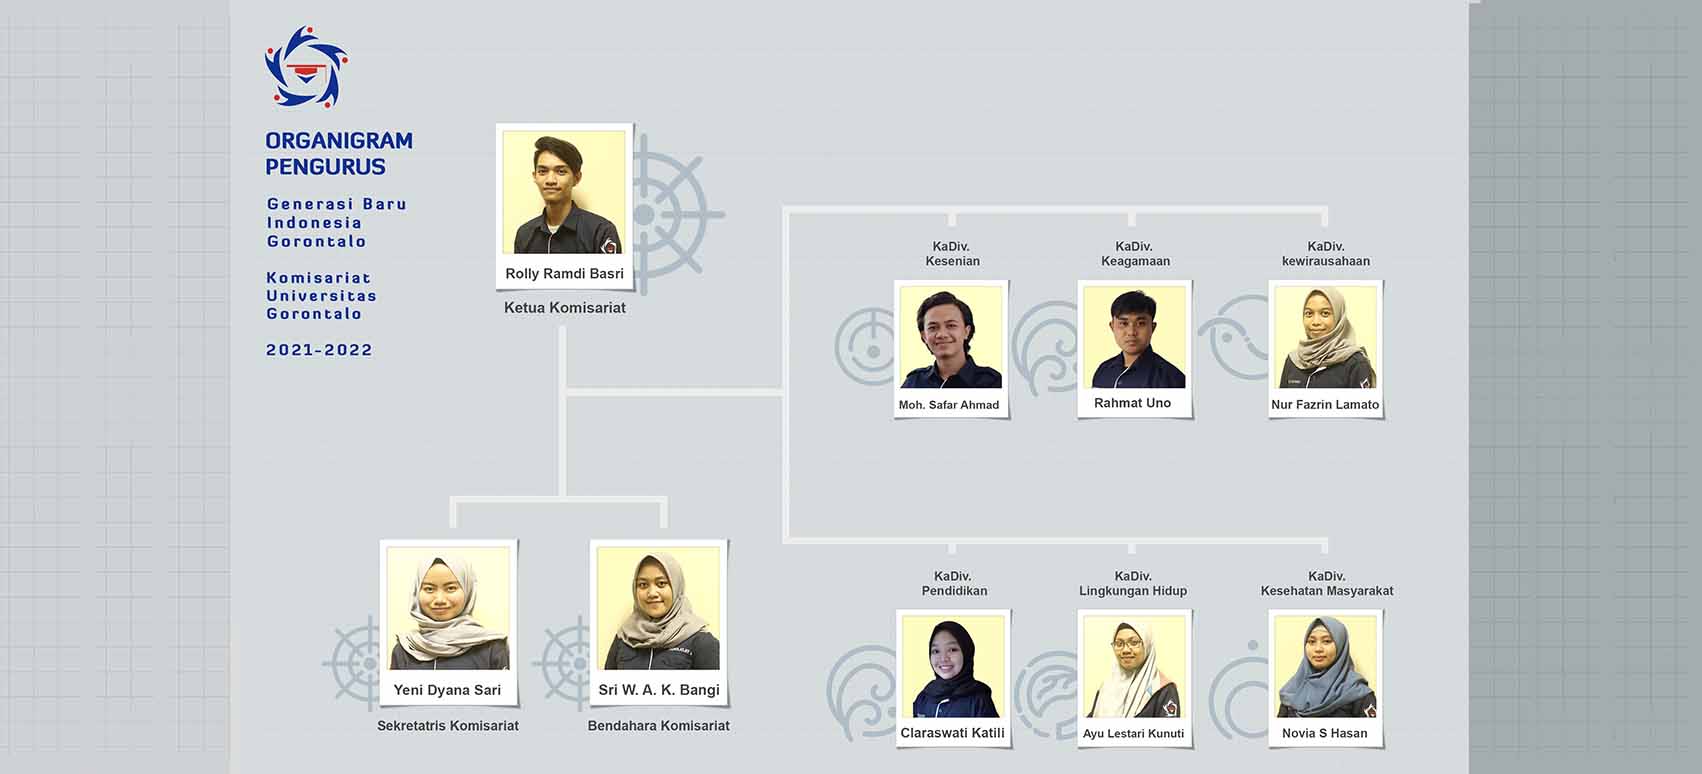 ORGANIGRAM
PENGURUS
Generasi Baru
Indonesia
Gorontalo
Komisariat
Universitas
Gorontalo
2021-2022
Rolly Ramdi Basri
Ketua Komisariat
KaDiv.
Kesenian
Moh. Safar Ahmad
KaDiv.
Keagamaan
Rahmat Uno
KaDiv.
kewirausahaan
Nur Fazrin Lamato
Yeni Dyana Sari
Sekretatris Komisariat
Sri W. A. K. Bangi
Bendahara Komisariat
KaDiv.
Pendidikan
Claraswati Katili
KaDiv.
Lingkungan Hidup
Ayu Lestari Kunuti
KaDiv.
Kesehatan Masyarakat
Novia S Hasan